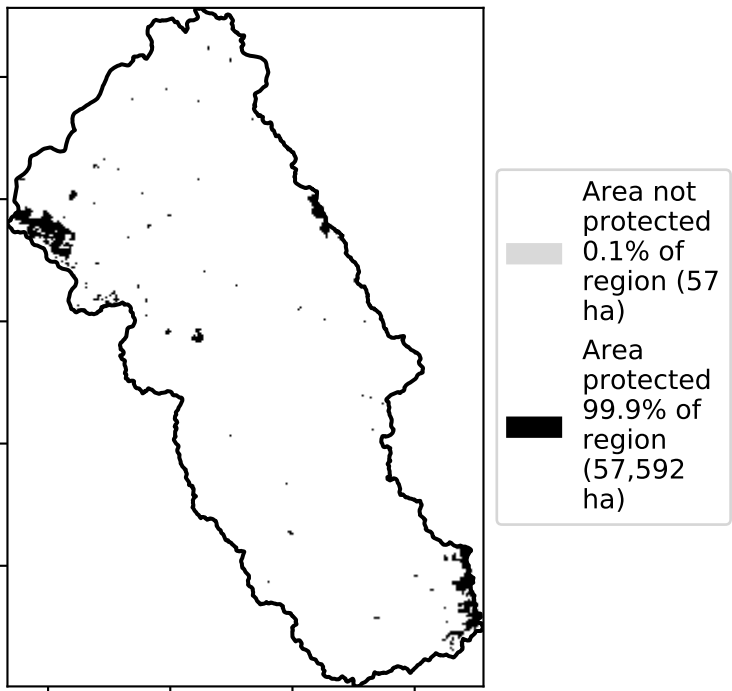 Area not
protected
0.1% of
region (57
ha)
Area
protected
99.9% of
region
(57,592
ha)